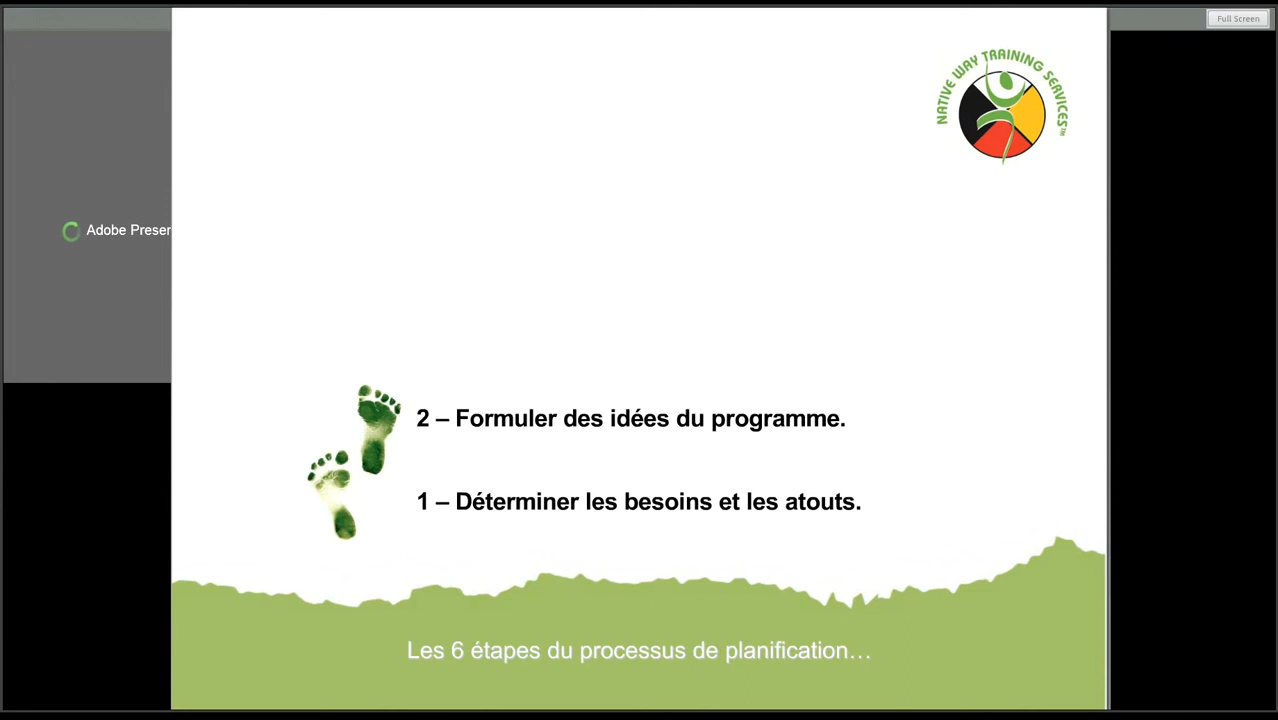 Full Screen
NATIVE WAY TRAINING SERVICES™
Adobe Preser
2 – Formuler des idées du programme.
1 – Déterminer les besoins et les atouts.
Les 6 étapes du processus de planification…